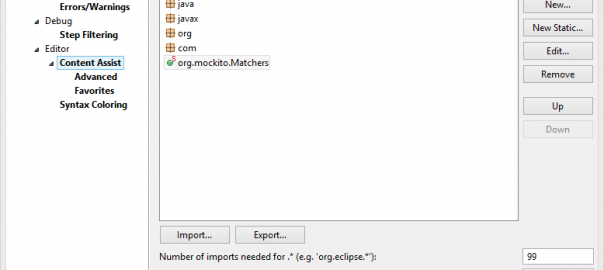 Errors/Warnings
Debug
Step Filtering
Editor
Content Assist
Advanced
Favorites
Syntax Coloring
java
javax
org
com
S org.mockito.Matchers
New...
New Static...
Edit...
Remove
Up
Down
Import...
Export...
Number of imports needed for .* (e.g. 'org.eclipse.*'):
99